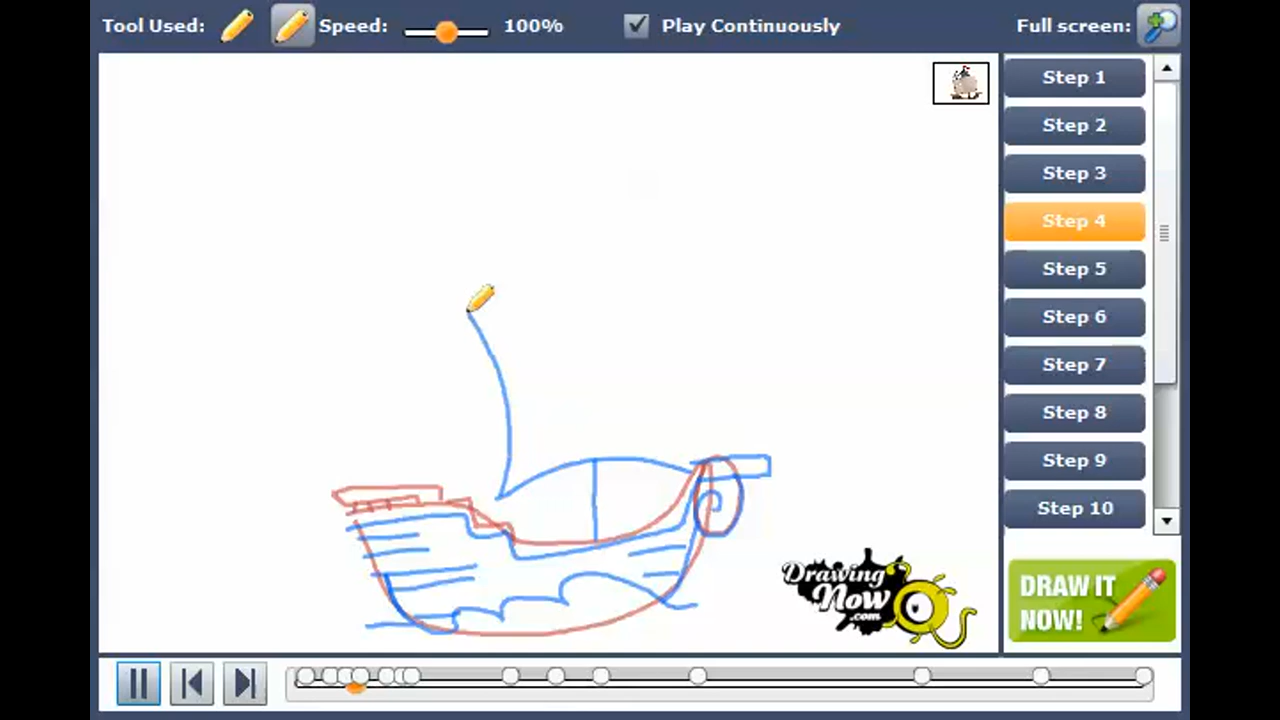 Tool Used:
Speed:
100%
Play Continuously
Full screen:
Step 1
Step 2
Step 3
Step 4
Step 5
Step 6
Step 7
Step 8
Step 9
Step 10
Drawing
Now
.com
DRAW IT
NOW!